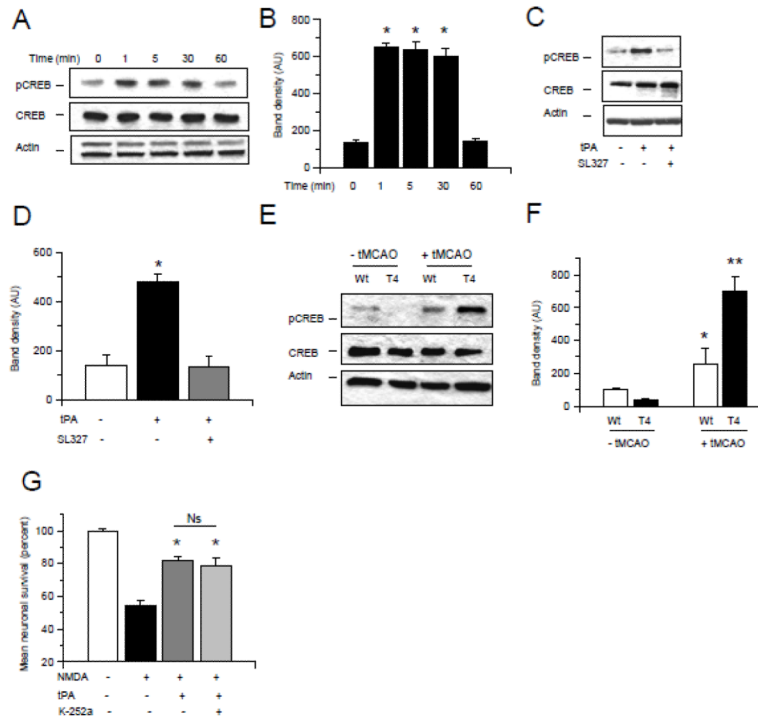 A
Time (min) 0 1 5 30 60
pCREB
CREB
Actin
B
Band density (AU)
800
600
400
200
0
* * *
Time (min) 0 1 5 30 60
C
pCREB
CREB
Actin
tPA - + +
SL327 - - +
D
Band density (AU)
600
400
200
0
*
tPA - + +
SL327 - - +
E
- tMCAO + tMCAO
Wt T4 Wt T4
pCREB
CREB
Actin
F
Band density (AU)
800
600
400
200
0
* **
Wt T4 Wt T4
- tMCAO + tMCAO
G
Mean neuronal survival (percent)
100
80
60
40
20
Ns
* *
NMDA - + + +
tPA - - + +
K-252a - - - +